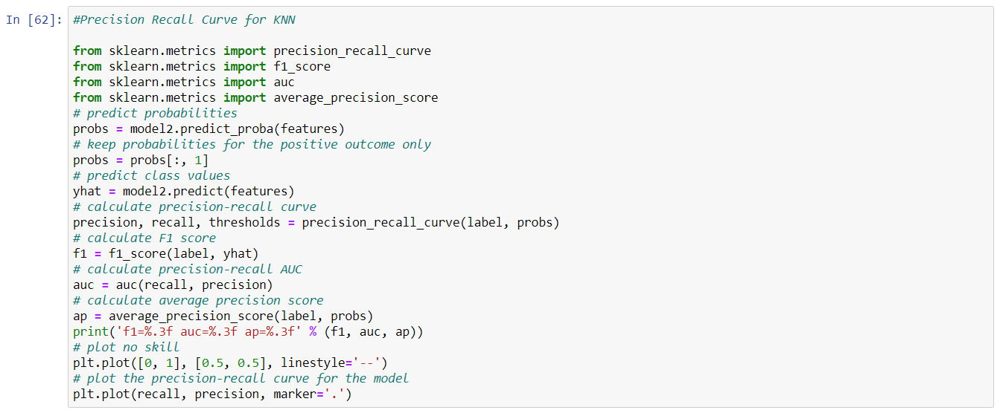 In [62]: #Precision Recall Curve for KNN
from sklearn.metrics import precision_recall_curve
from sklearn.metrics import f1_score
from sklearn.metrics import auc
from sklearn.metrics import average_precision_score
# predict probabilities
probs = model2.predict_proba(features)
# keep probabilities for the positive outcome only
probs = probs[:, 1]
# predict class values
yhat = model2.predict(features)
# calculate precision-recall curve
precision, recall, thresholds = precision_recall_curve(label, probs)
# calculate F1 score
f1 = f1_score(label, yhat)
# calculate precision-recall AUC
auc = auc(recall, precision)
# calculate average precision score
ap = average_precision_score(label, probs)
print('f1=%.3f auc=%.3f ap=%.3f' % (f1, auc, ap))
# plot no skill
plt.plot([0, 1], [0.5, 0.5], linestyle='--')
# plot the precision-recall curve for the model
plt.plot(recall, precision, marker='.')